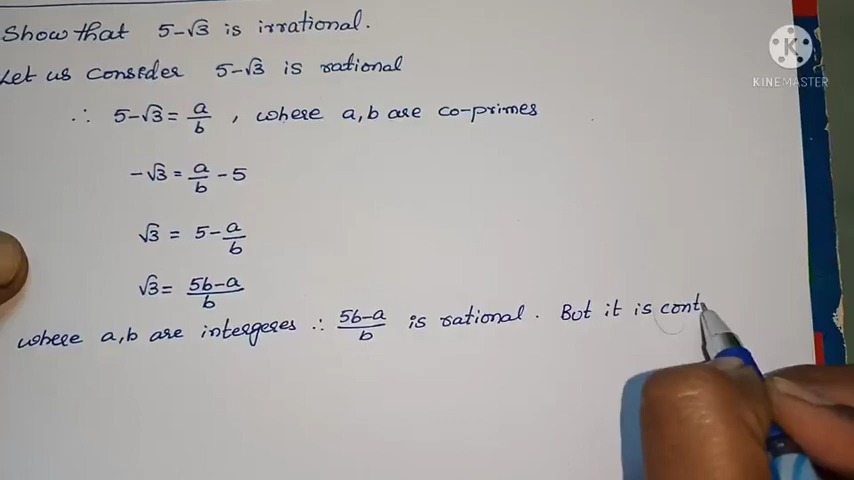 Show that 5-√3 is irrational.
Let us consider 5-√3 is rational
∴ 5-√3 = a/b , where a,b are co-primes
-√3 = a/b - 5
√3 = 5 - a/b
√3 = 5b-a/b
where a,b are intergeres ∴ 5b-a/b is rational. But it is cont
K
KINEMASTER